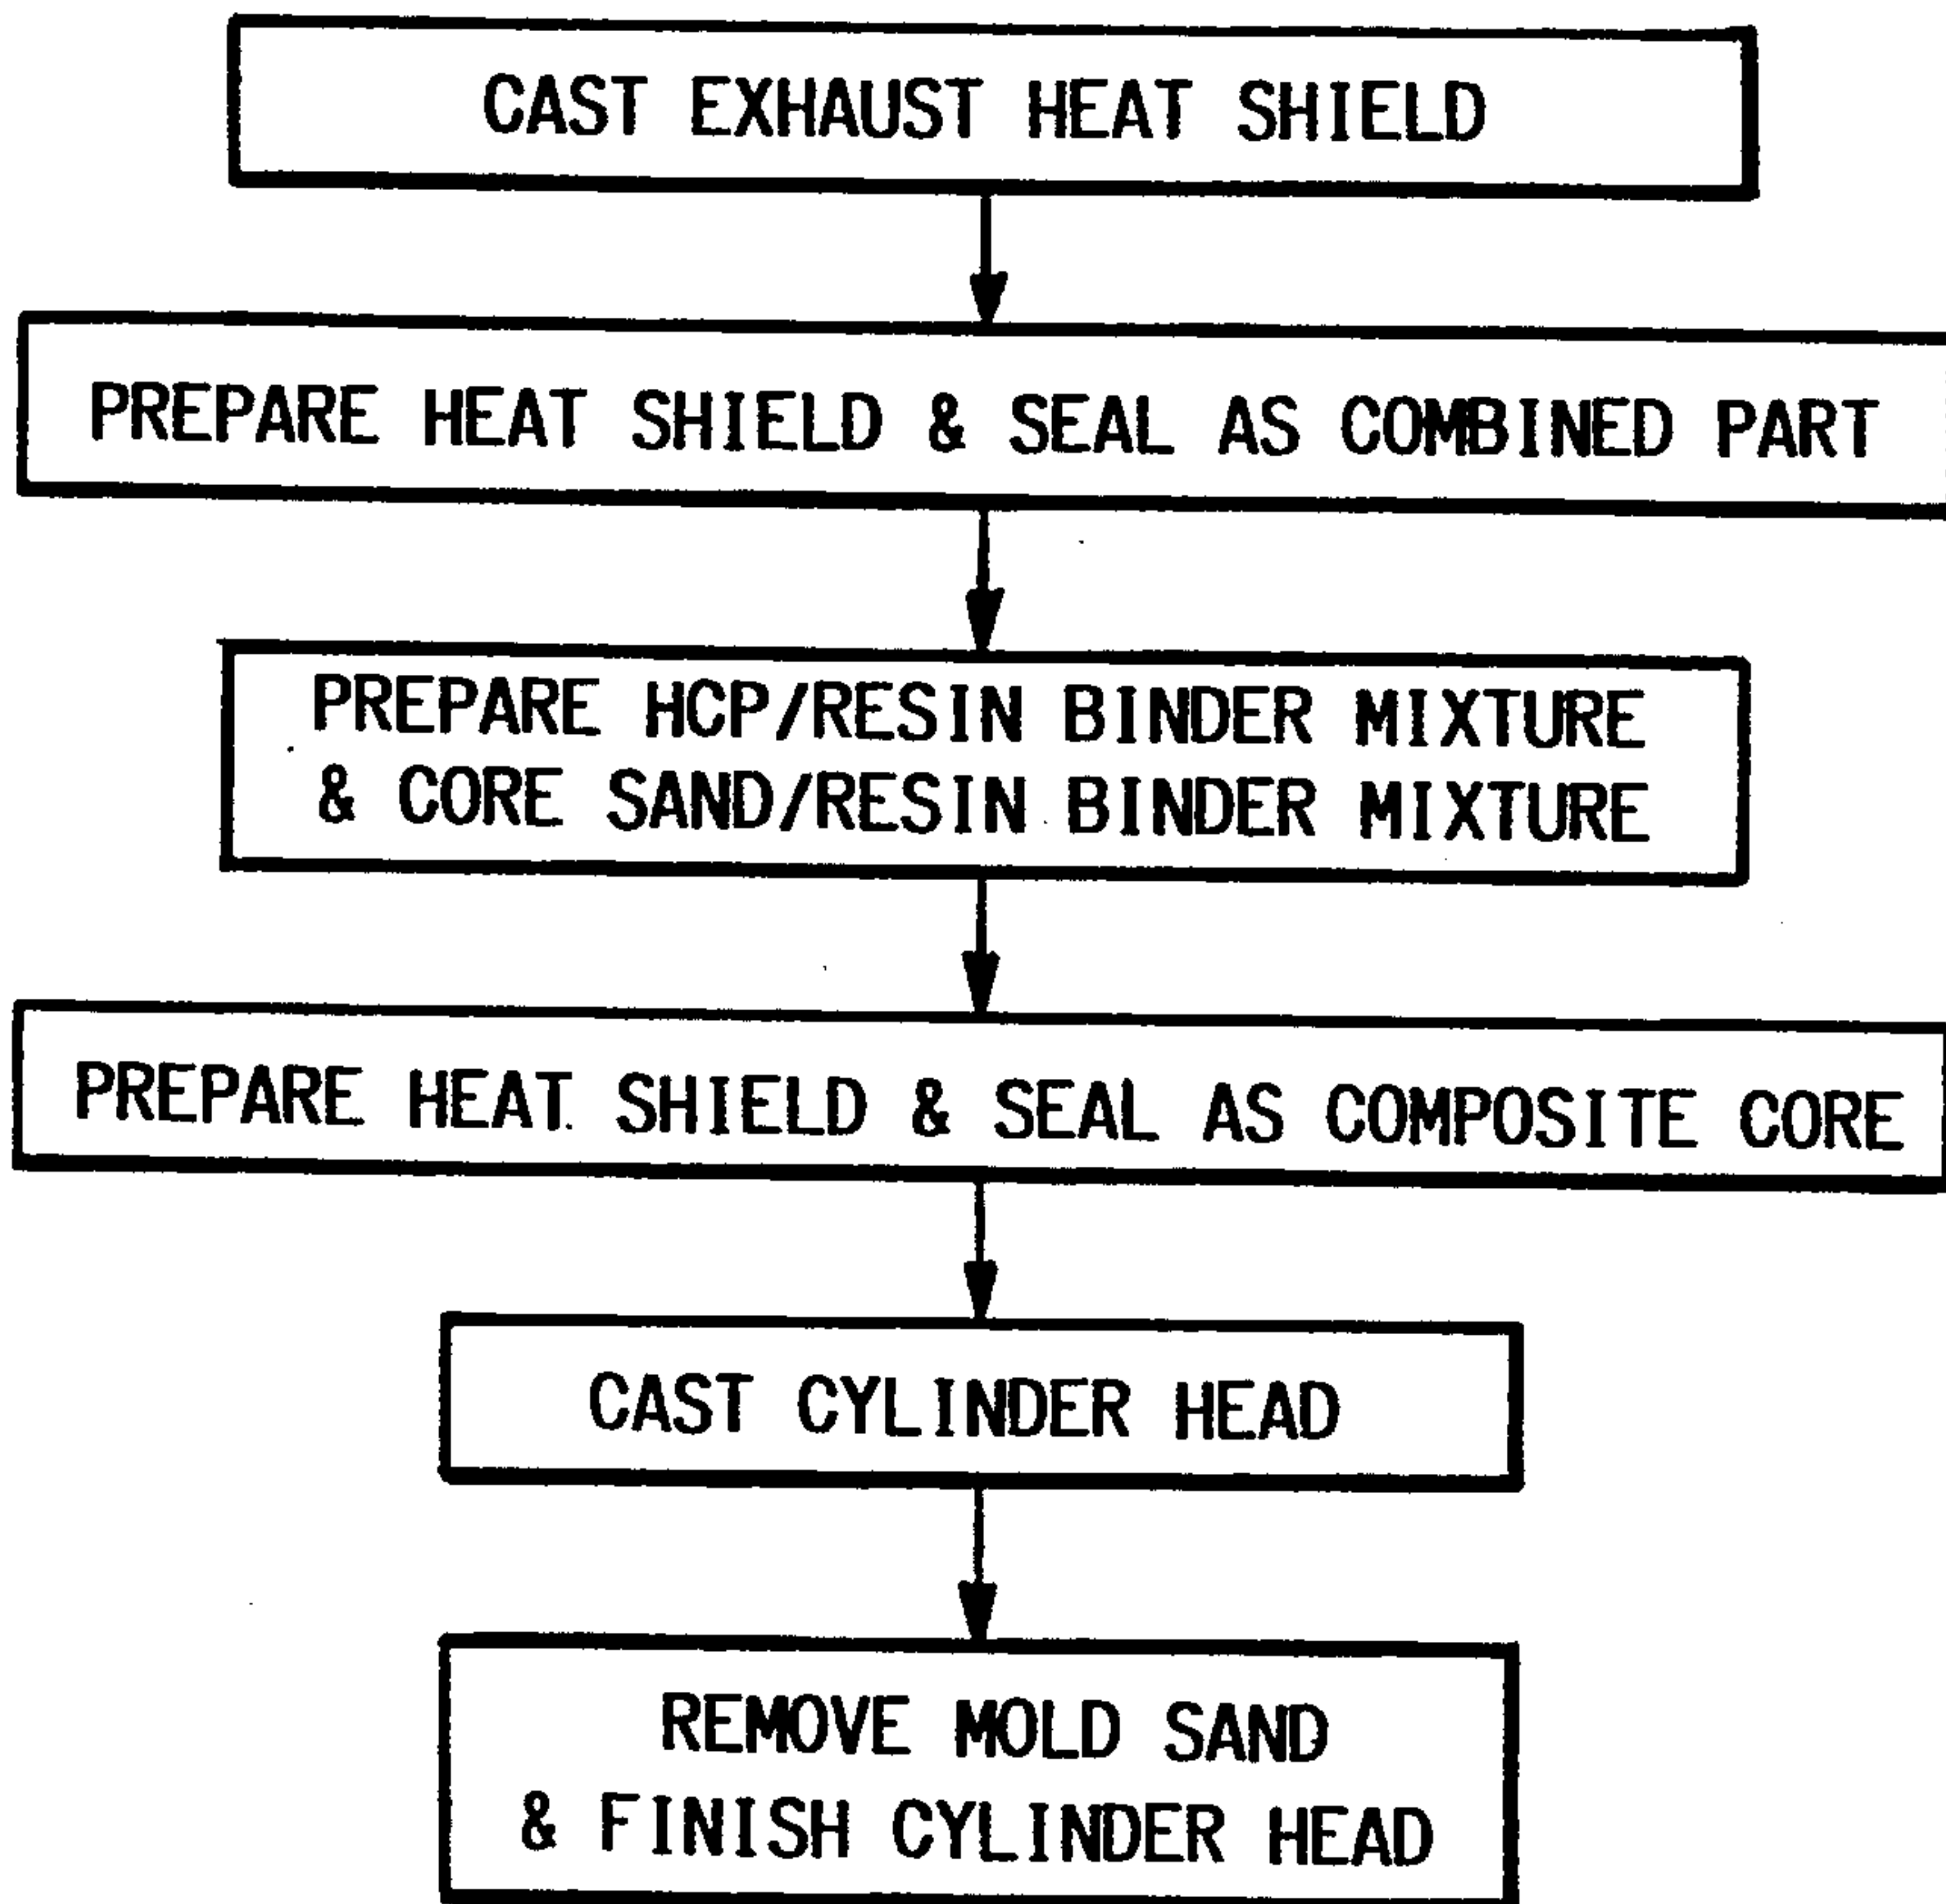 CAST EXHAUST HEAT SHIELD
PREPARE HEAT SHIELD & SEAL AS COMBINED PART
PREPARE HCP/RESIN BINDER MIXTURE
& CORE SAND/RESIN BINDER MIXTURE
PREPARE HEAT SHIELD & SEAL AS COMPOSITE CORE
CAST CYLINDER HEAD
REMOVE MOLD SAND
& FINISH CYLINDER HEAD